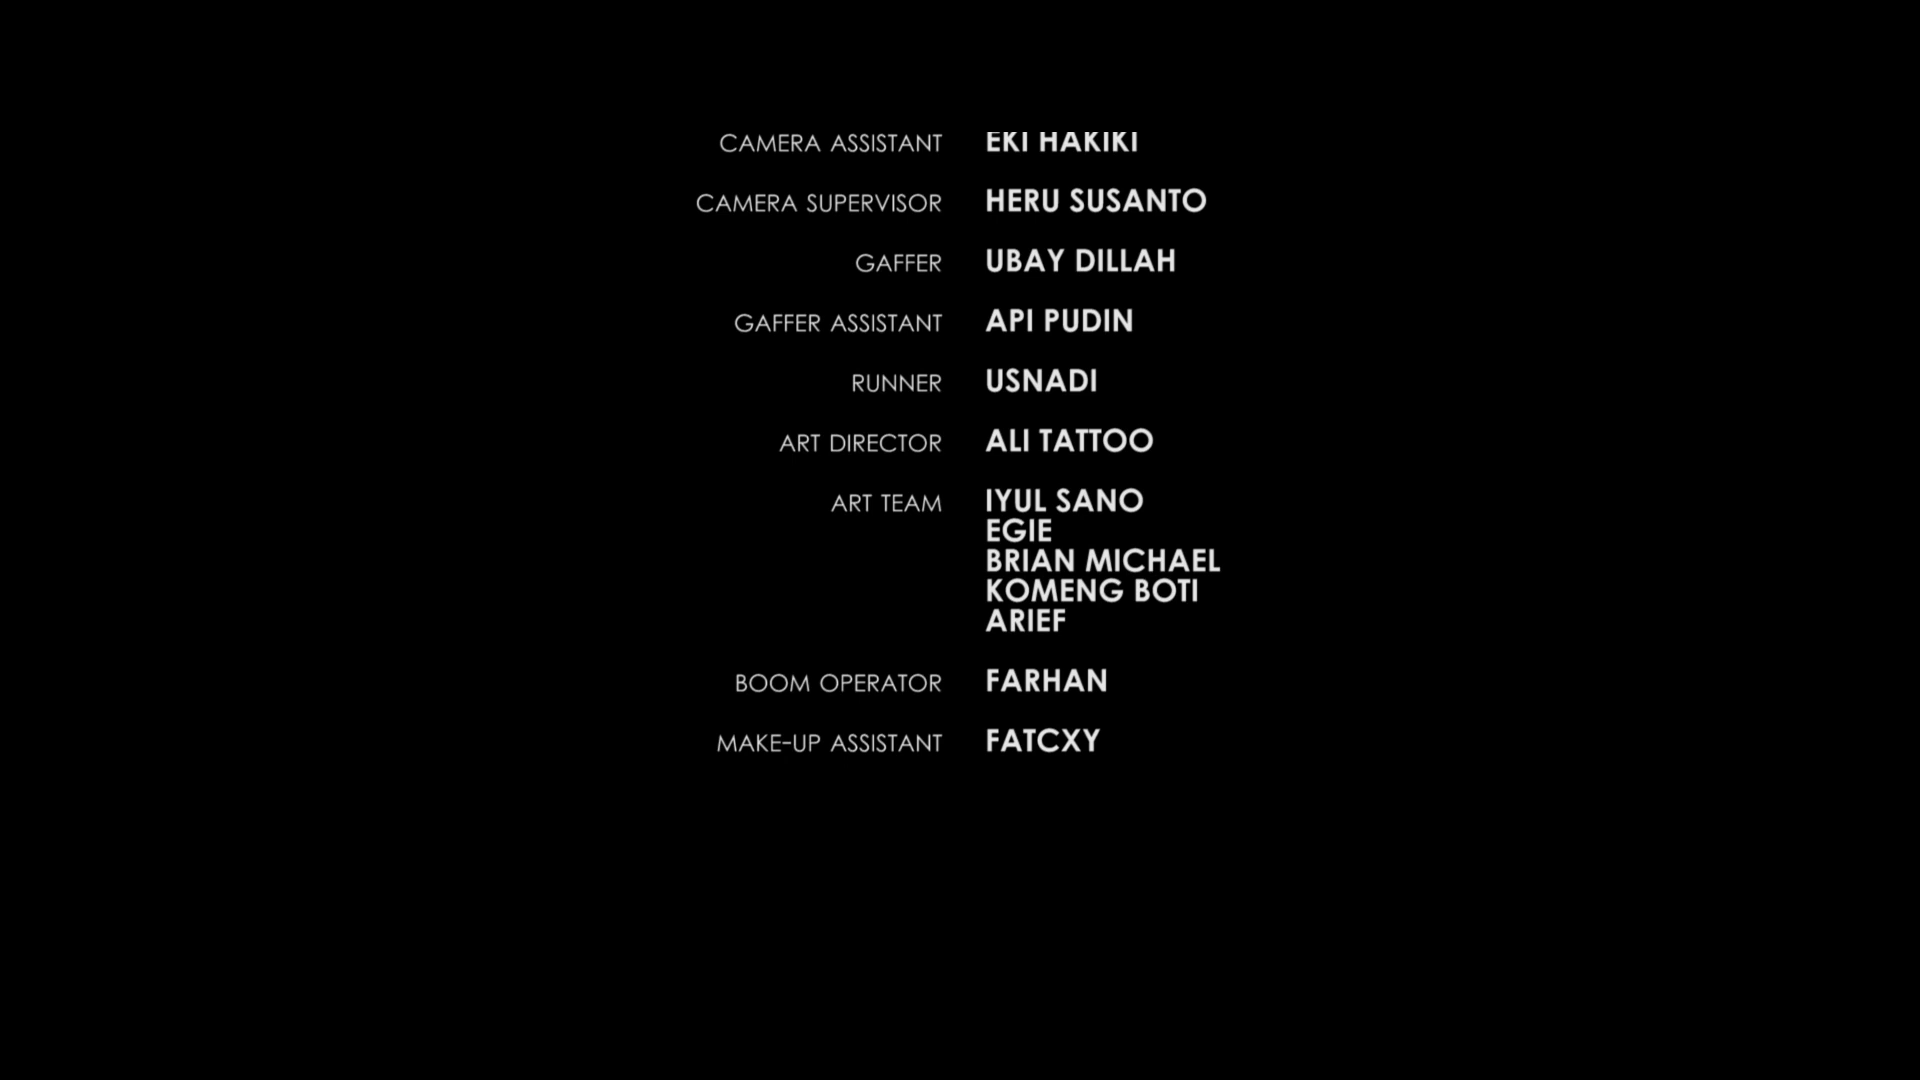 CAMERA ASSISTANT EKI HAKIKI
CAMERA SUPERVISOR HERU SUSANTO
GAFFER UBAY DILLAH
GAFFER ASSISTANT API PUDIN
RUNNER USNADI
ART DIRECTOR ALI TATTOO
ART TEAM IYUL SANO
EGIE
BRIAN MICHAEL
KOMENG BOTI
ARIEF
BOOM OPERATOR FARHAN
MAKE-UP ASSISTANT FATCXY